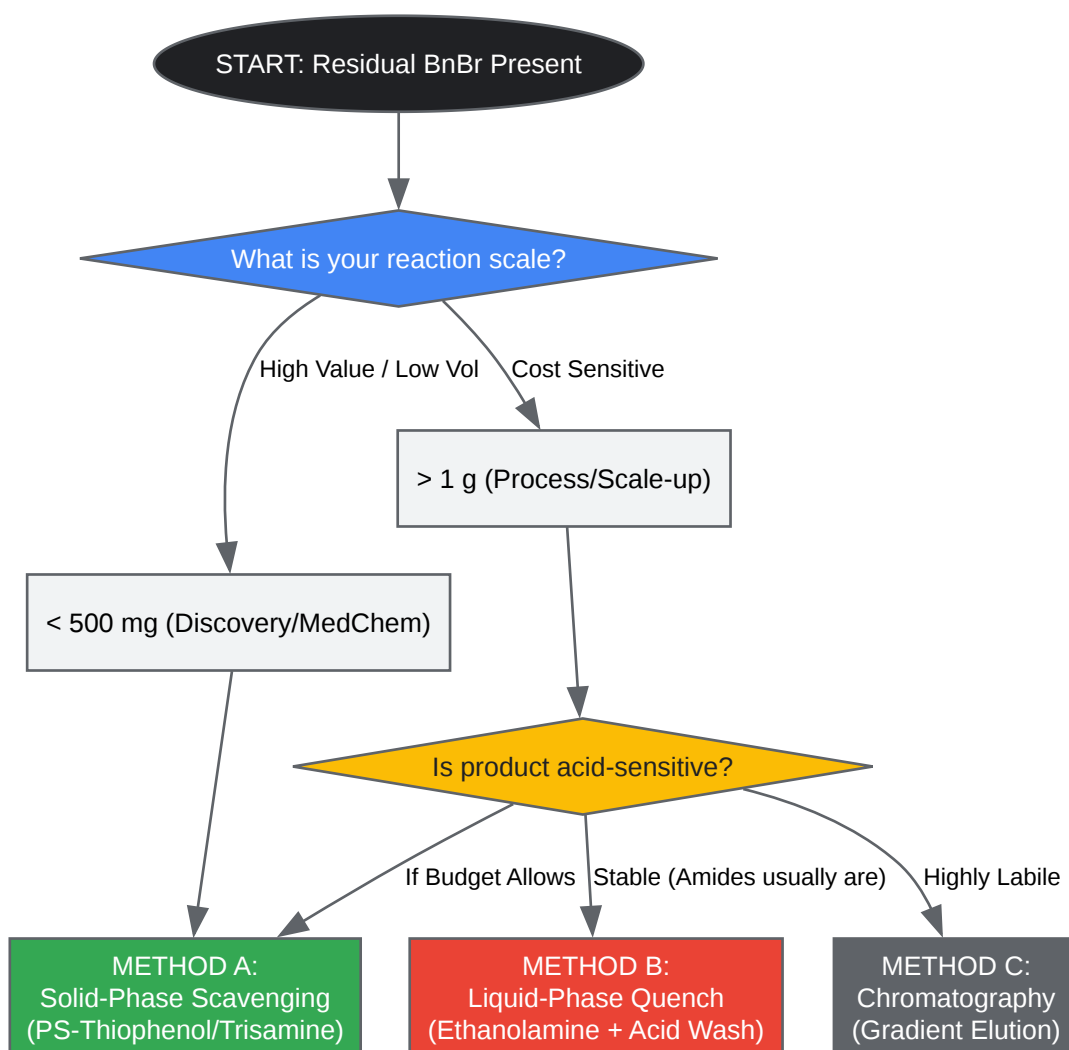 START: Residual BnBr Present
What is your reaction scale?
High Value / Low Vol
Cost Sensitive
> 1 g (Process/Scale-up)
< 500 mg (Discovery/MedChem)
Is product acid-sensitive?
If Budget Allows
Stable (Amides usually are)
Highly Labile
METHOD A:
Solid-Phase Scavenging
(PS-Thiophenol/Trisamine)
METHOD B:
Liquid-Phase Quench
(Ethanolamine + Acid Wash)
METHOD C:
Chromatography
(Gradient Elution)